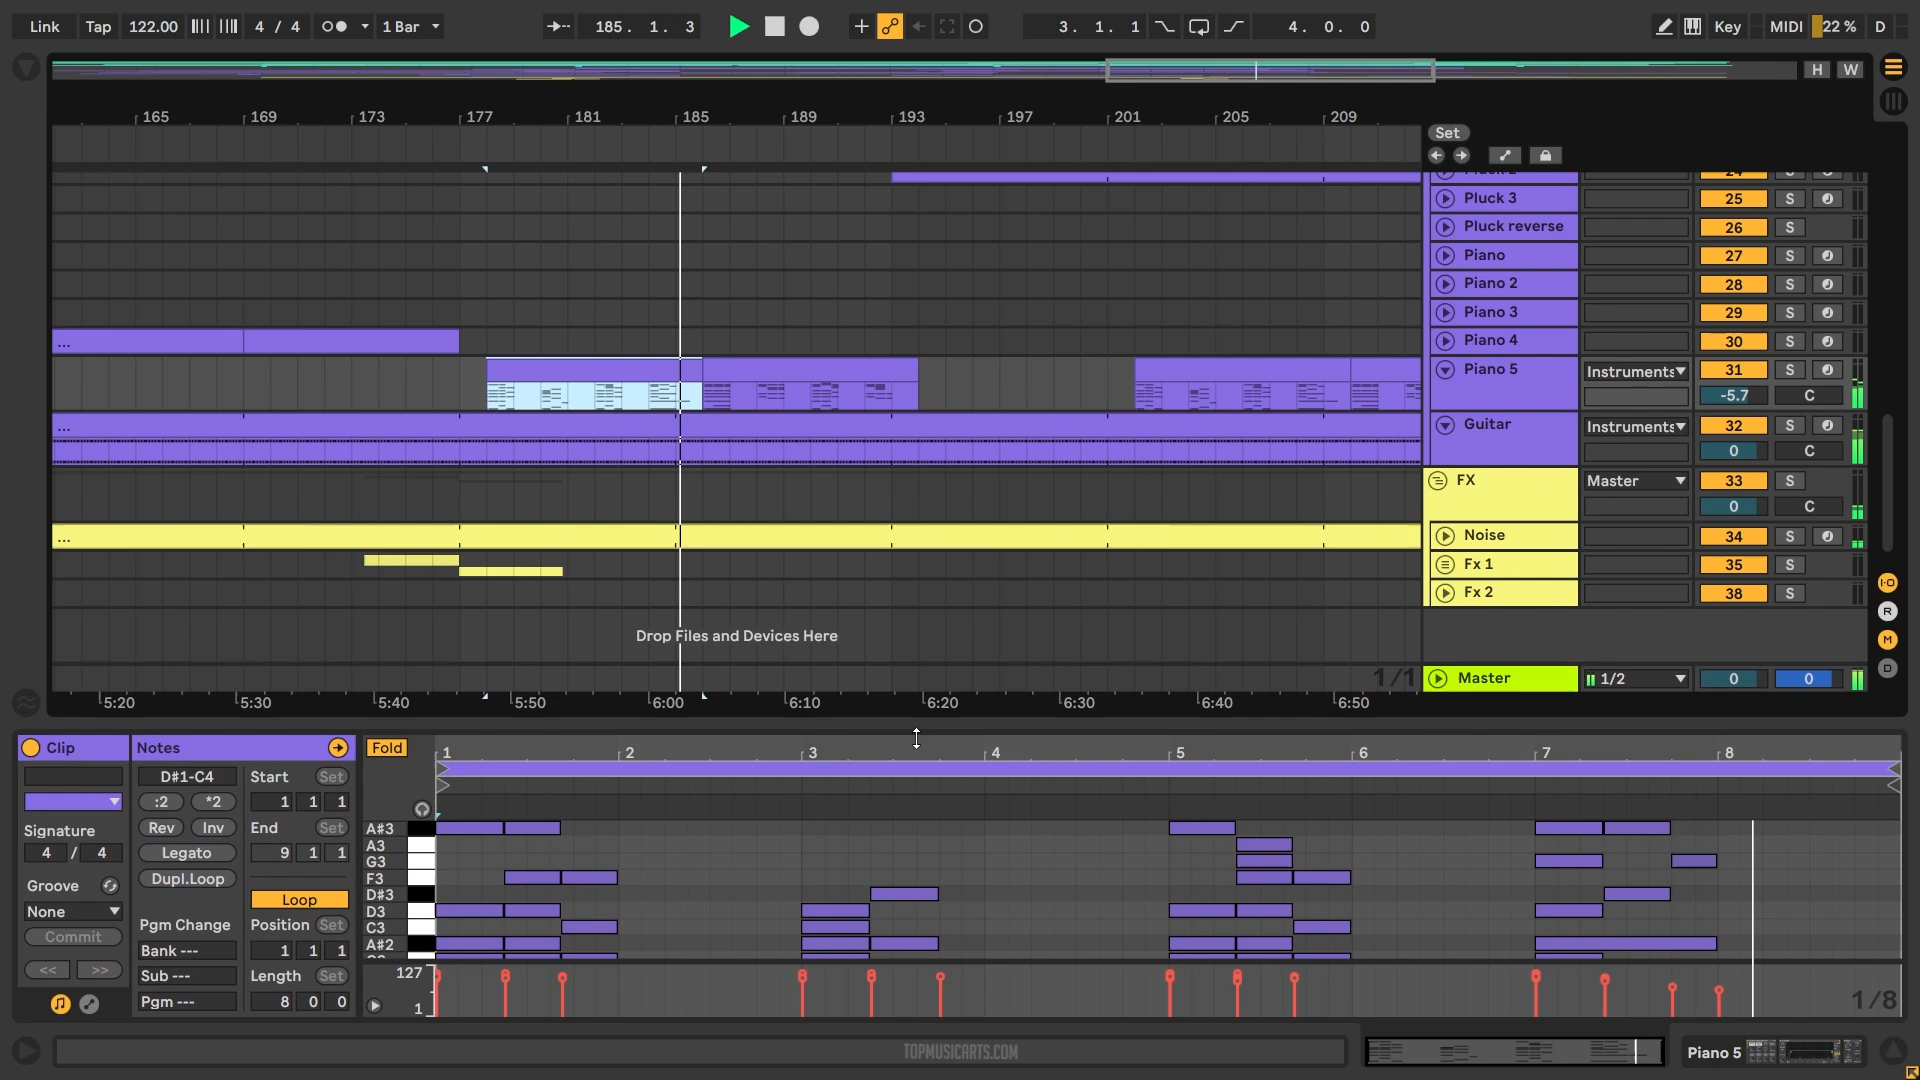 Link Tap 122.00 4 / 4 1 Bar 185. 1. 3 3. 1. 1 4. 0. 0 Key MIDI 22 % D
H W
165 169 173 177 181 185 189 193 197 201 205 209
Set
24
Pluck 3 25 S
Pluck reverse 26 S
Piano 27 S
Piano 2 28 S
Piano 3 29 S
... Piano 4 30 S
Piano 5 Instruments 31 S
-5.7 C
... Guitar Instruments 32 S
0 C
FX Master 33 S
0 C
... Noise 34 S
Fx 1 35 S
Fx 2 38 S
I·O
R
M
D
Drop Files and Devices Here
1/1 Master 1/2 0 0
5:20 5:30 5:40 5:50 6:00 6:10 6:20 6:30 6:40 6:50
Clip Notes Fold 1 2 3 4 5 6 7 8
D#1-C4 Start Set
:2 *2 1 1 1
Signature Rev Inv End Set
4 / 4 Legato 9 1 1
Groove Dupl.Loop
None Loop
Commit Pgm Change Position Set
Bank --- 1 1 1
<< >> Sub --- Length Set
Pgm --- 8 0 0
A#3
A3
G3
F3
D#3
D3
C3
A#2
127
1 1/8
TOPMUSICARTS.COM Piano 5